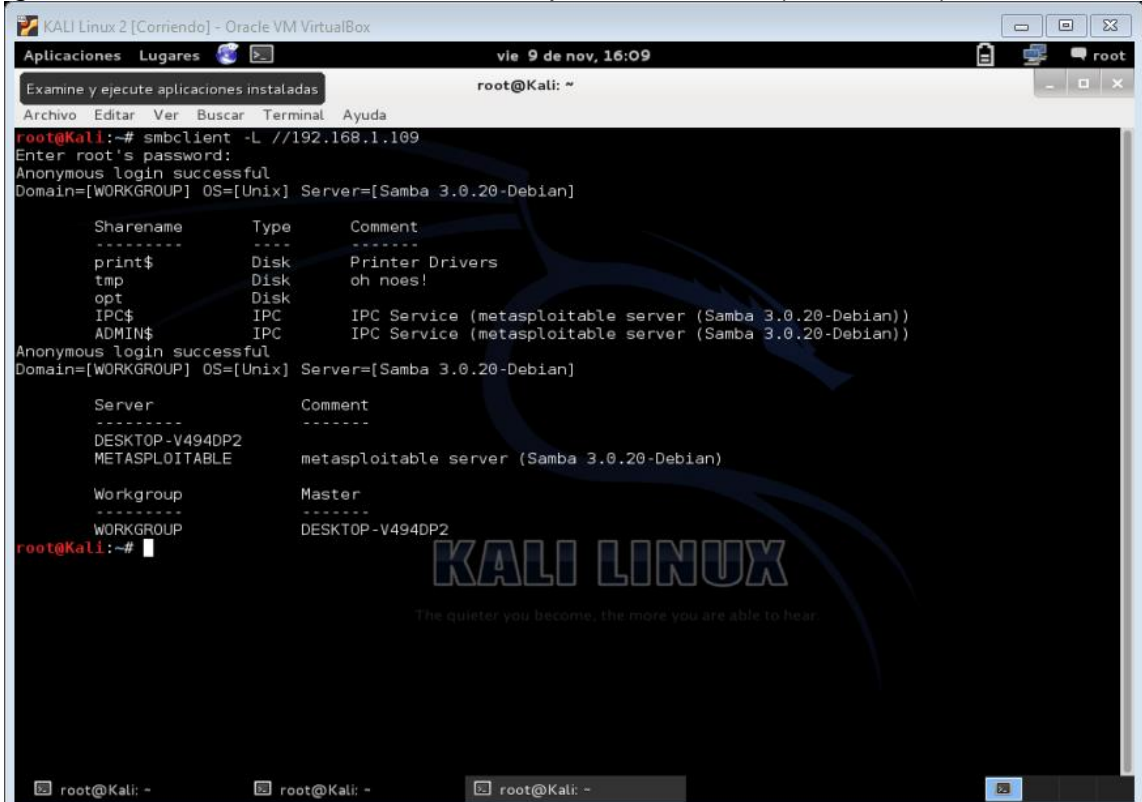 KALI Linux 2 [Corriendo] - Oracle VM VirtualBox
Aplicaciones Lugares vie 9 de nov, 16:09 root
Examine y ejecute aplicaciones instaladas root@Kali: ~
Archivo Editar Ver Buscar Terminal Ayuda
root@Kali:~# smbclient -L //192.168.1.109
Enter root's password:
Anonymous login successful
Domain=[WORKGROUP] OS=[Unix] Server=[Samba 3.0.20-Debian]
Sharename Type Comment
--------- ---- -------
print$ Disk Printer Drivers
tmp Disk oh noes!
opt Disk
IPC$ IPC IPC Service (metasploitable server (Samba 3.0.20-Debian))
ADMIN$ IPC IPC Service (metasploitable server (Samba 3.0.20-Debian))
Anonymous login successful
Domain=[WORKGROUP] OS=[Unix] Server=[Samba 3.0.20-Debian]
Server Comment
--------- -------
DESKTOP-V494DP2
METASPLOITABLE metasploitable server (Samba 3.0.20-Debian)
Workgroup Master
--------- -------
WORKGROUP DESKTOP-V494DP2
root@Kali:~#
KALI LINUX
The quieter you become, the more you are able to hear.
root@Kali: ~ root@Kali: ~ root@Kali: ~